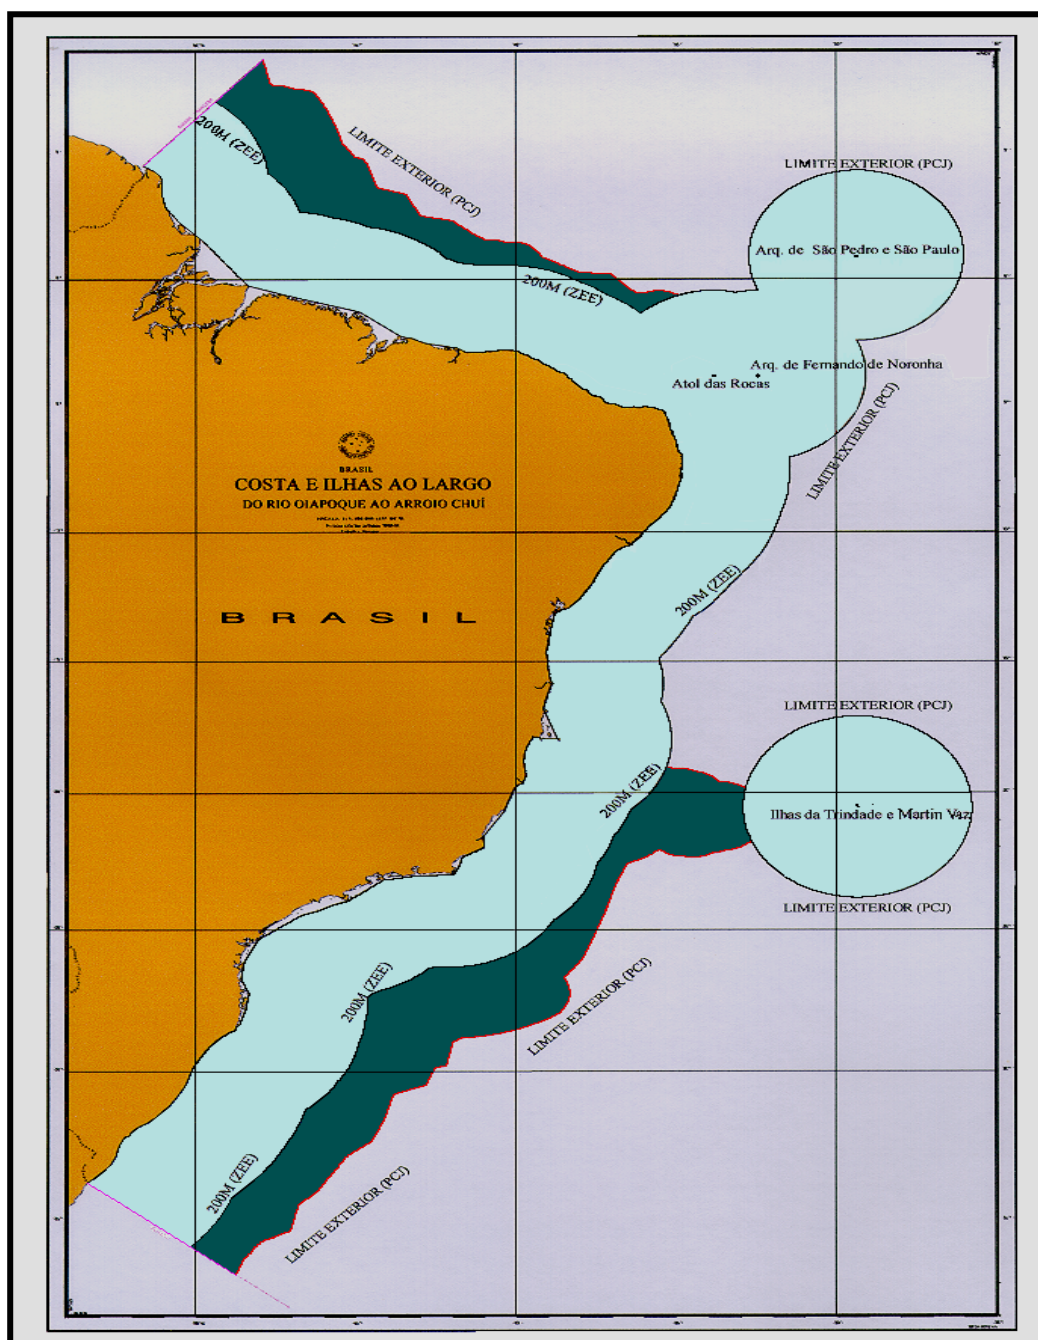 200M (ZEE)
LIMITE EXTERIOR (PCJ)
LIMITE EXTERIOR (PCJ)
Arq. de São Pedro e São Paulo
200M (ZEE)
Arq. de Fernando de Noronha
Atol das Rocas
LIMITE EXTERIOR (PCJ)
BRASIL
COSTA E ILHAS AO LARGO
DO RIO OIAPOQUE AO ARROIO CHUÍ
200M (ZEE)
BRASIL
LIMITE EXTERIOR (PCJ)
200M (ZEE)
Ilhas da Trindade e Martin Vaz
LIMITE EXTERIOR (PCJ)
200M (ZEE)
LIMITE EXTERIOR (PCJ)
200M (ZEE)
LIMITE EXTERIOR (PCJ)